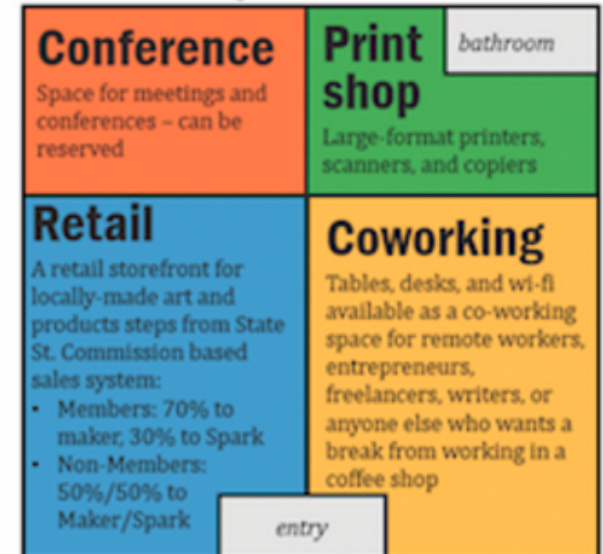 Conference
Space for meetings and
conferences – can be
reserved
Print
shop
bathroom
Large-format printers,
scanners, and copiers
Retail
A retail storefront for
locally-made art and
products steps from State
St. Commission based
sales system:
• Members: 70% to
maker, 30% to Spark
• Non-Members:
50%/50% to
Maker/Spark
Coworking
Tables, desks, and wi-fi
available as a co-working
space for remote workers,
entrepreneurs,
freelancers, writers, or
anyone else who wants a
break from working in a
coffee shop
entry